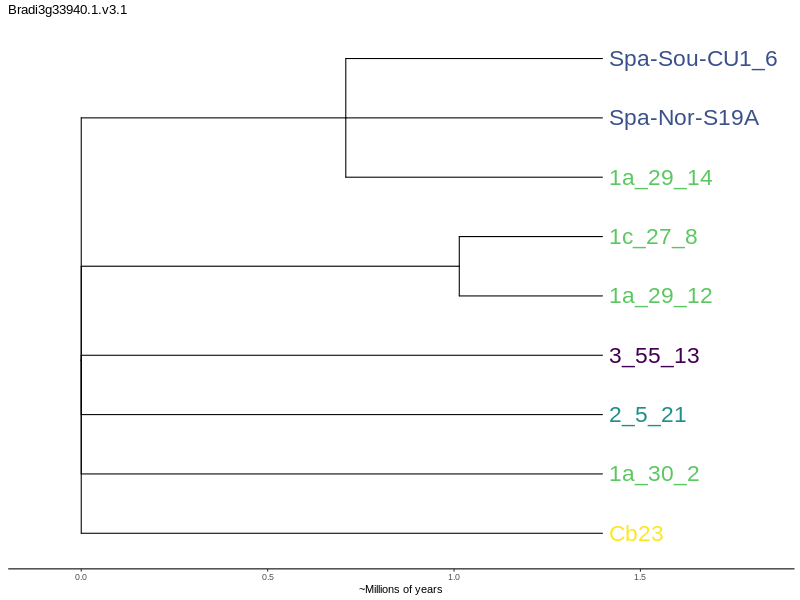 Bradi3g33940.1.v3.1
Spa-Sou-CU1_6
Spa-Nor-S19A
1a_29_14
1c_27_8
1a_29_12
3_55_13
2_5_21
1a_30_2
Cb23
0.0 0.5 1.0 1.5
~Millions of years